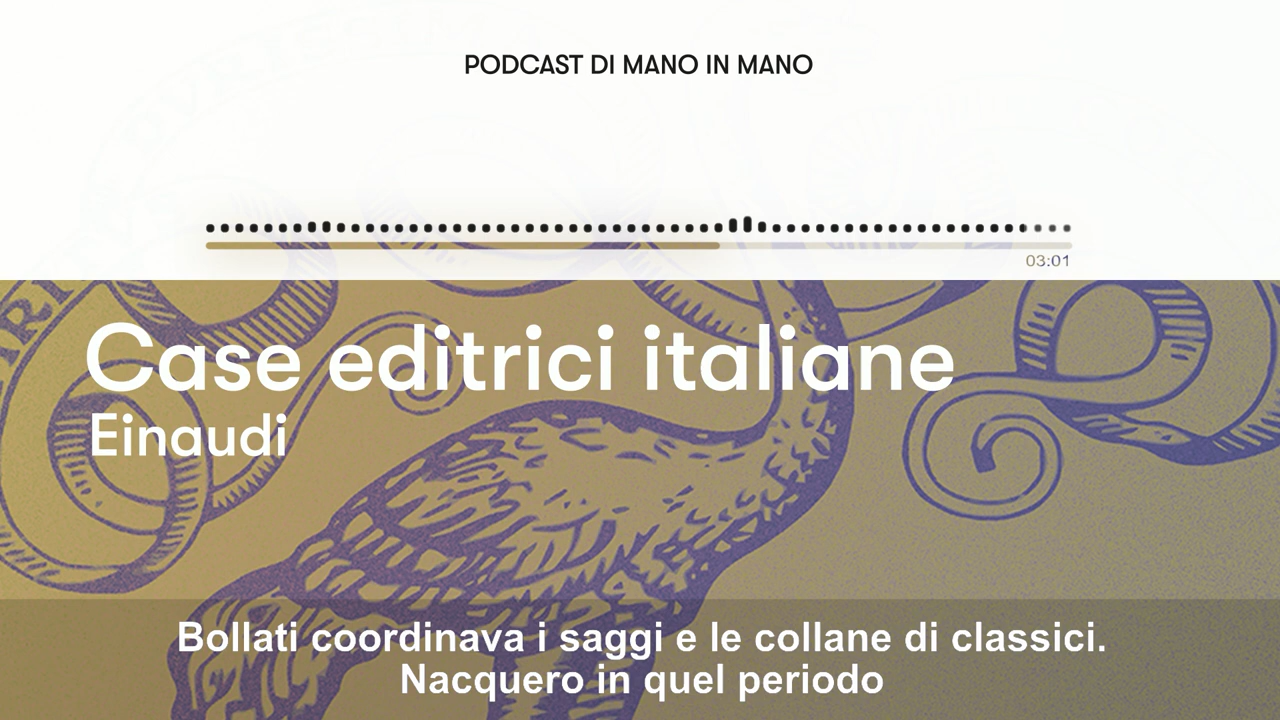 PODCAST DI MANO IN MANO
03:01
Case editrici italiane
Einaudi
Bollati coordinava i saggi e le collane di classici.
Nacquero in quel periodo